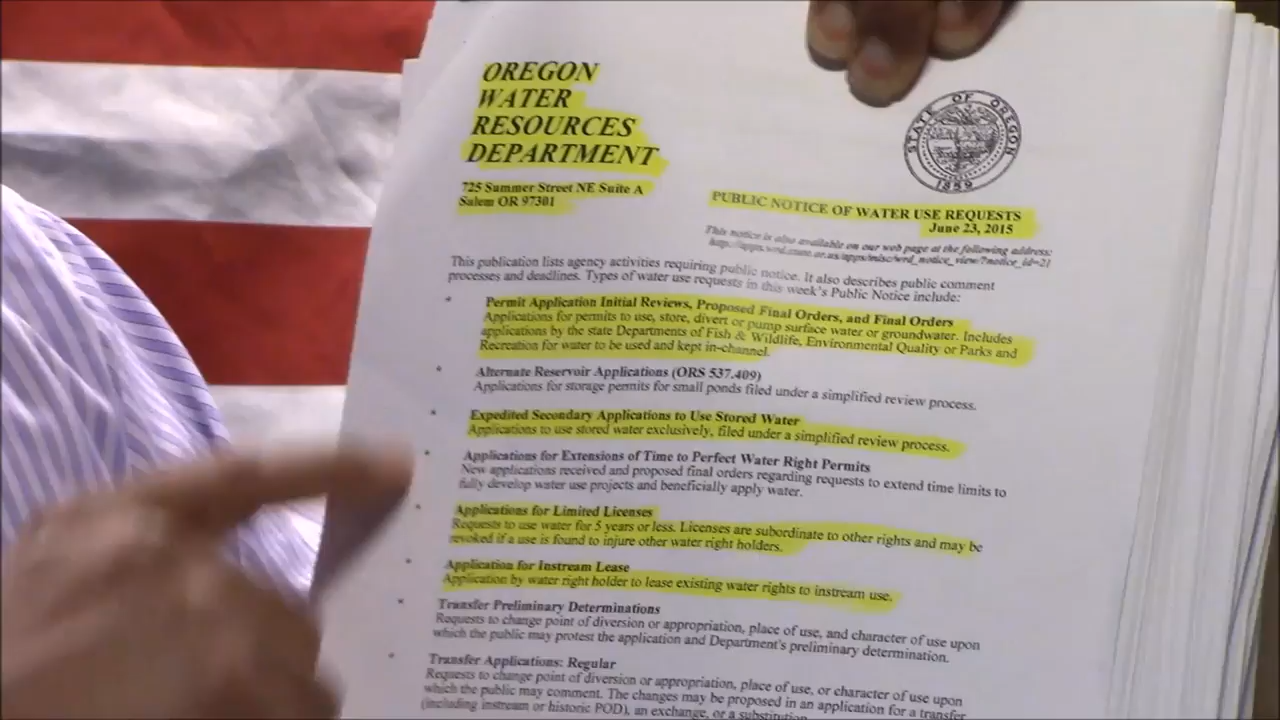 OREGON
WATER
RESOURCES
DEPARTMENT
725 Summer Street NE Suite A
Salem OR 97301
STATE OF OREGON
1859
PUBLIC NOTICE OF WATER USE REQUESTS
June 23, 2015
This notice is also available on our web page at the following address:
This publication lists agency activities requiring public notice. It also describes public comment
processes and deadlines. Types of water use requests in this week's Public Notice include:
Permit Application Initial Reviews, Proposed Final Orders, and Final Orders
Applications for permits to use, store, divert or pump surface water or groundwater. Includes
applications by the state Departments of Fish & Wildlife, Environmental Quality or Parks and
Recreation for water to be used and kept in-channel.
Alternate Reservoir Applications (ORS 537.409)
Applications for storage permits for small ponds filed under a simplified review process.
Expedited Secondary Applications to Use Stored Water
Applications to use stored water exclusively, filed under a simplified review process.
Applications for Extensions of Time to Perfect Water Right Permits
New applications received and proposed final orders regarding requests to extend time limits to
fully develop water use projects and beneficially apply water.
Applications for Limited Licenses
Requests to use water for 5 years or less. Licenses are subordinate to other rights and may be
revoked if a use is found to injure other water right holders.
Application for Instream Lease
Application by water right holder to lease existing water rights to instream use.
Transfer Preliminary Determinations
Requests to change point of diversion or appropriation, place of use, and character of use upon
which the public may protest the application and Department's preliminary determination.
Transfer Applications: Regular
Requests to change point of diversion or appropriation, place of use, or character of use upon
which the public may comment. The changes may be proposed in an application for a transfer
(including instream or historic POD), an exchange, or a substitution